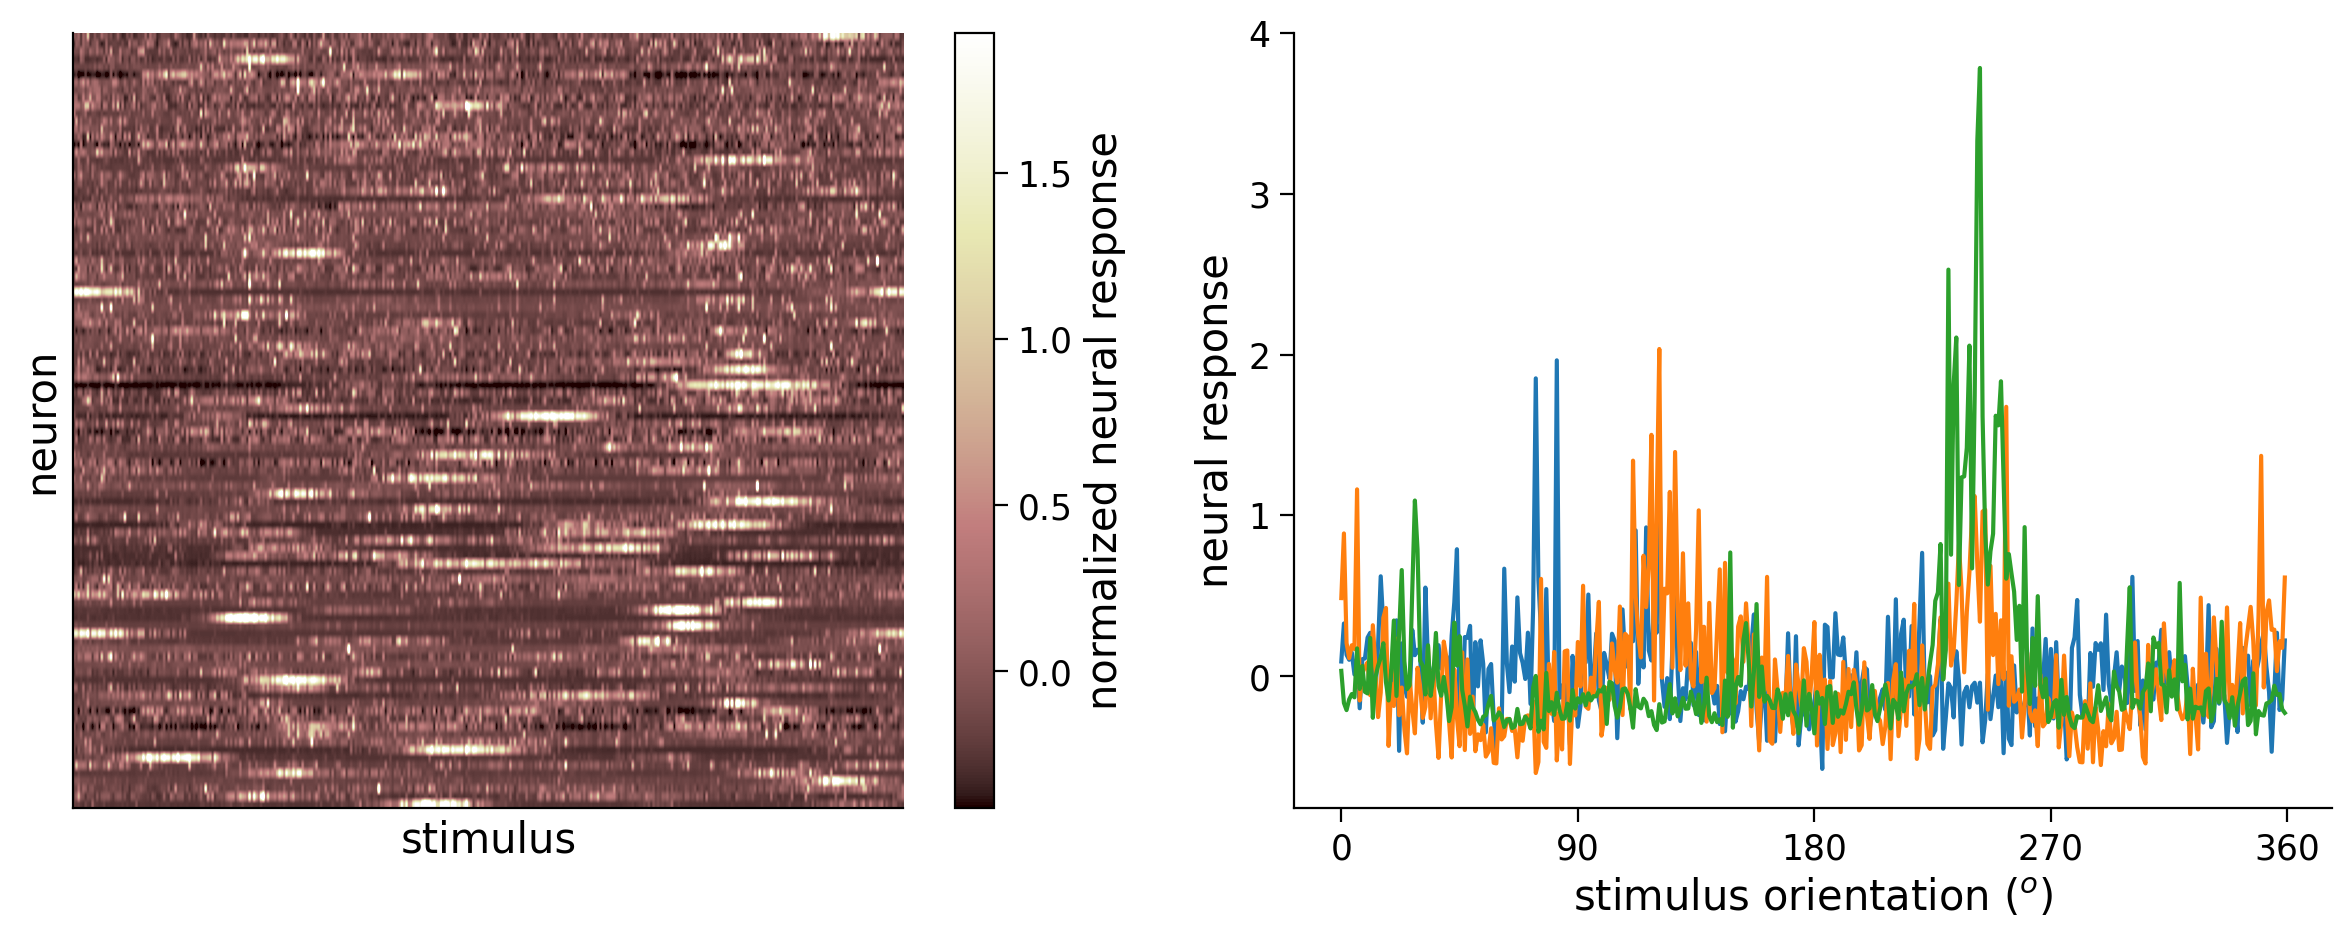 neuron
stimulus
1.5
1.0
0.5
0.0
normalized neural response
4
3
2
1
0
neural response
0 90 180 270 360
stimulus orientation (o)